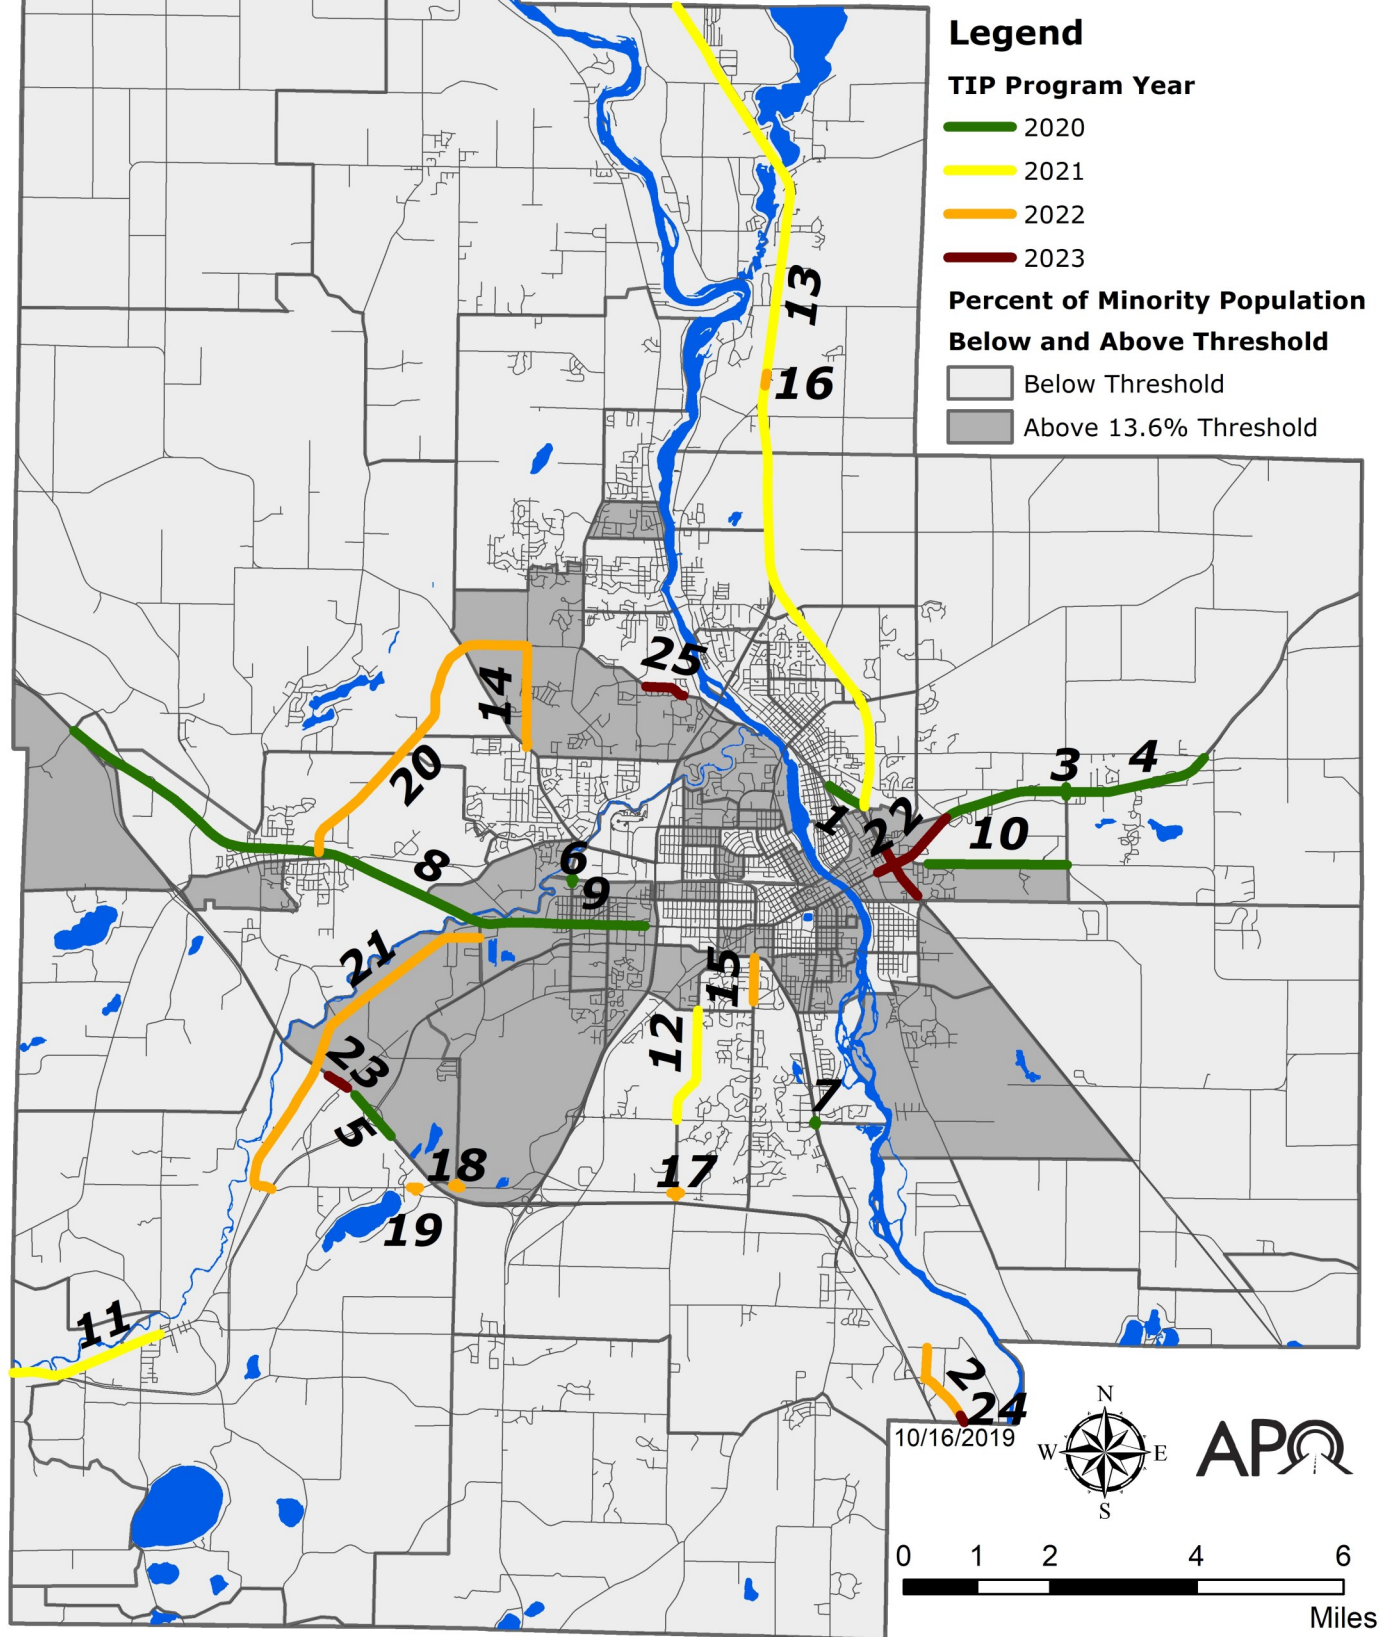 Legend
TIP Program Year
2020
2021
2022
2023
Percent of Minority Population
Below and Above Threshold
Below Threshold
Above 13.6% Threshold
13
16
25
14
20
3
4
1
22
10
8
6
9
21
15
12
23
5
7
18
17
19
11
2
24
10/16/2019
N
W
E
S
APO
0 1 2 4 6
Miles